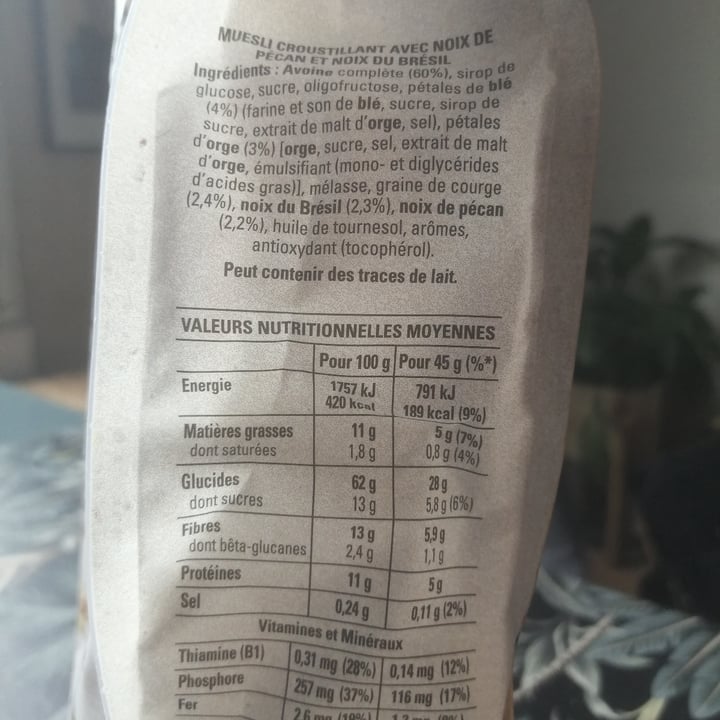 MUESLI CROUSTILLANT AVEC NOIX DE
PÉCAN ET NOIX DU BRÉSIL
Ingrédients : Avoine complète (60%), sirop de
glucose, sucre, oligofructose, pétales de blé
(4%) (farine et son de blé, sucre, sirop de
sucre, extrait de malt d'orge, sel), pétales
d'orge (3%) [orge, sucre, sel, extrait de malt
d'orge, émulsifiant (mono- et diglycérides
d'acides gras)], mélasse, graine de courge
(2,4%), noix du Brésil (2,3%), noix de pécan
(2,2%), huile de tournesol, arômes,
antioxydant (tocophérol).
Peut contenir des traces de lait.
VALEURS NUTRITIONNELLES MOYENNES
Pour 100 g Pour 45 g (%*)
Energie 1757 kJ 791 kJ
420 kcal 189 kcal (9%)
Matières grasses 11 g 5 g (7%)
dont saturées 1,8 g 0,8 g (4%)
Glucides 62 g 28 g
dont sucres 13 g 5,8 g (6%)
Fibres 13 g 5,9 g
dont bêta-glucanes 2,4 g 1,1 g
Protéines 11 g 5 g
Sel 0,24 g 0,11 g (2%)
Vitamines et Minéraux
Thiamine (B1) 0,31 mg (28%) 0,14 mg (12%)
Phosphore 257 mg (37%) 116 mg (17%)
Fer 2,6 mg (19%)